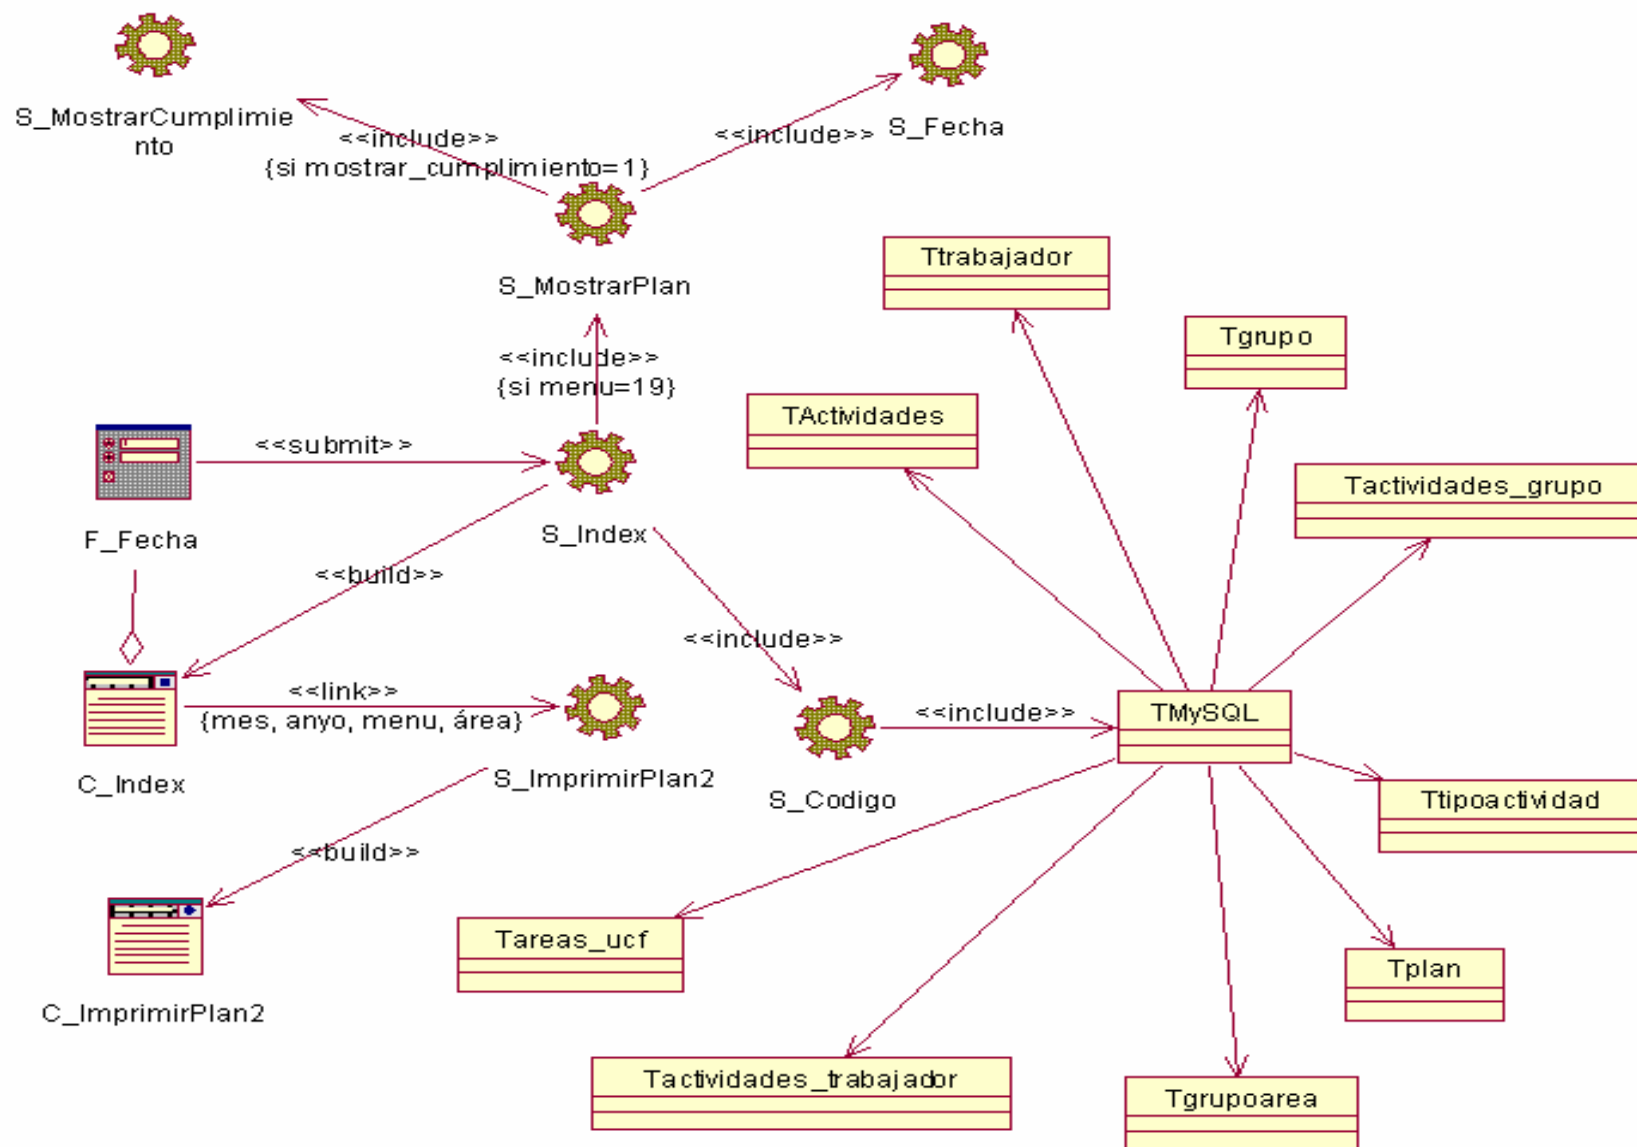 S_MostrarCumplimie
nto
<<include>>
{si mostrar_cumplimiento=1}
<<include>>
S_Fecha
S_MostrarPlan
<<include>>
{si menu=19}
Ttrabajador
Tgrupo
TActividades
Tactividades_grupo
<<submit>>
F_Fecha
S_Index
<<build>>
<<include>>
<<link>>
{mes, anyo, menu, área}
C_Index
S_ImprimirPlan2
S_Codigo
<<include>>
TMySQL
Ttipoactividad
<<build>>
C_ImprimirPlan2
Tareas_ucf
Tplan
Tactividades_trabajador
Tgrupoarea